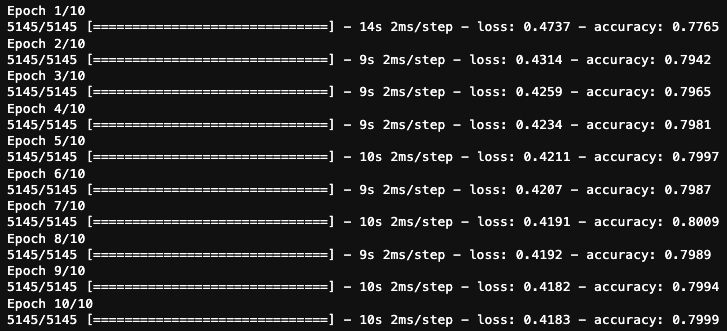 Epoch 1/10
5145/5145 [==============================] - 14s 2ms/step - loss: 0.4737 - accuracy: 0.7765
Epoch 2/10
5145/5145 [==============================] - 9s 2ms/step - loss: 0.4314 - accuracy: 0.7942
Epoch 3/10
5145/5145 [==============================] - 9s 2ms/step - loss: 0.4259 - accuracy: 0.7965
Epoch 4/10
5145/5145 [==============================] - 9s 2ms/step - loss: 0.4234 - accuracy: 0.7981
Epoch 5/10
5145/5145 [==============================] - 10s 2ms/step - loss: 0.4211 - accuracy: 0.7997
Epoch 6/10
5145/5145 [==============================] - 9s 2ms/step - loss: 0.4207 - accuracy: 0.7987
Epoch 7/10
5145/5145 [==============================] - 10s 2ms/step - loss: 0.4191 - accuracy: 0.8009
Epoch 8/10
5145/5145 [==============================] - 9s 2ms/step - loss: 0.4192 - accuracy: 0.7989
Epoch 9/10
5145/5145 [==============================] - 10s 2ms/step - loss: 0.4182 - accuracy: 0.7994
Epoch 10/10
5145/5145 [==============================] - 10s 2ms/step - loss: 0.4183 - accuracy: 0.7999